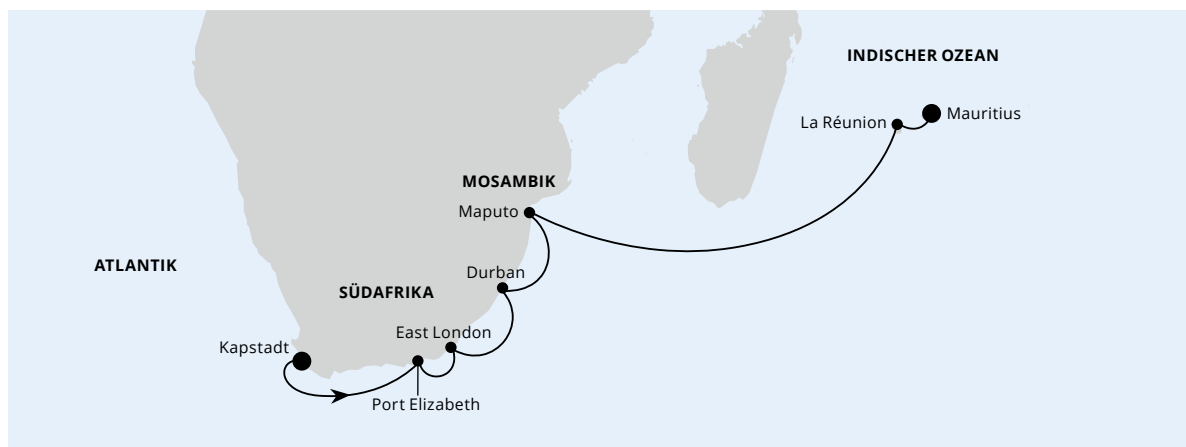 INDISCHER OZEAN
La Réunion
Mauritius
MOSAMBIK
Maputo
ATLANTIK
Durban
SÜDAFRIKA
East London
Kapstadt
Port Elizabeth